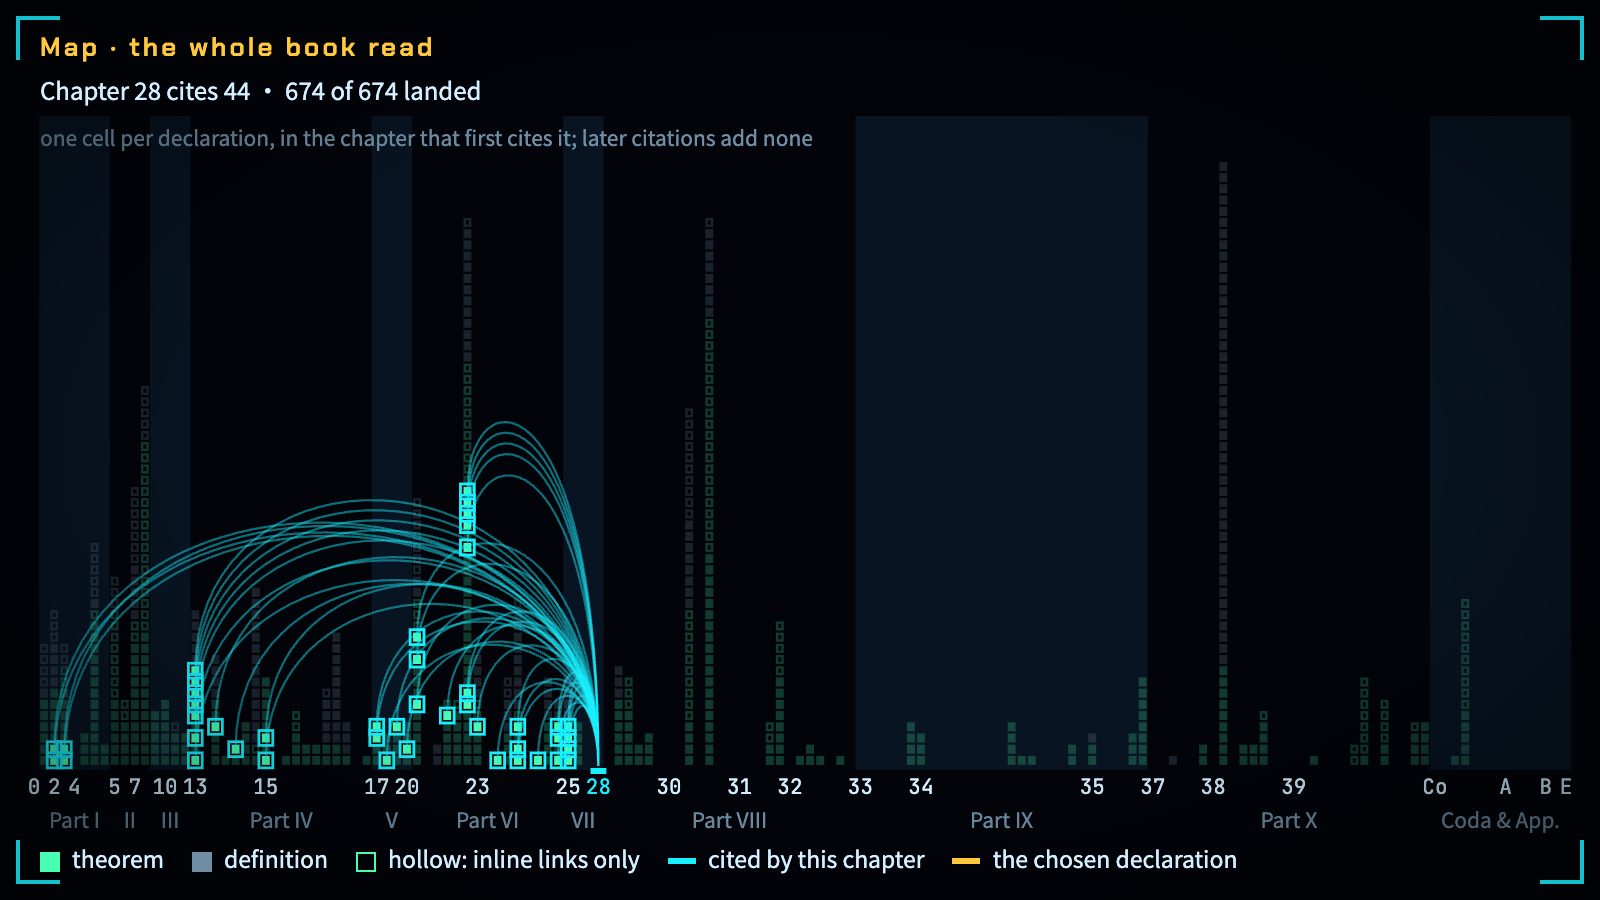 Map · the whole book read
Chapter 28 cites 44 • 674 of 674 landed
one cell per declaration, in the chapter that first cites it; later citations add none
0 2 4 5 7 10 13 15 17 20 23 25 28 30 31 32 33 34 35 37 38 39 Co A B E
Part I II III Part IV V Part VI VII Part VIII Part IX Part X Coda & App.
theorem definition hollow: inline links only cited by this chapter the chosen declaration